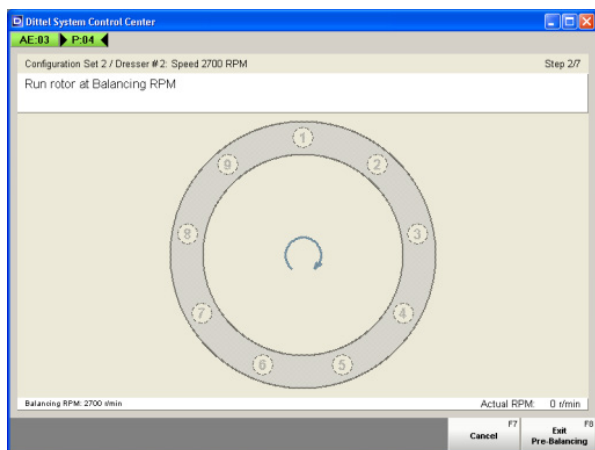 Dittel System Control Center
AE:03 P:04
Configuration Set 2 / Dresser #2: Speed 2700 RPM Step 2/7
Run rotor at Balancing RPM
1
9 2
8 3
7 4
6 5
Balancing RPM: 2700 r/min Actual RPM: 0 r/min
F7 F8
Cancel Exit
Pre-Balancing